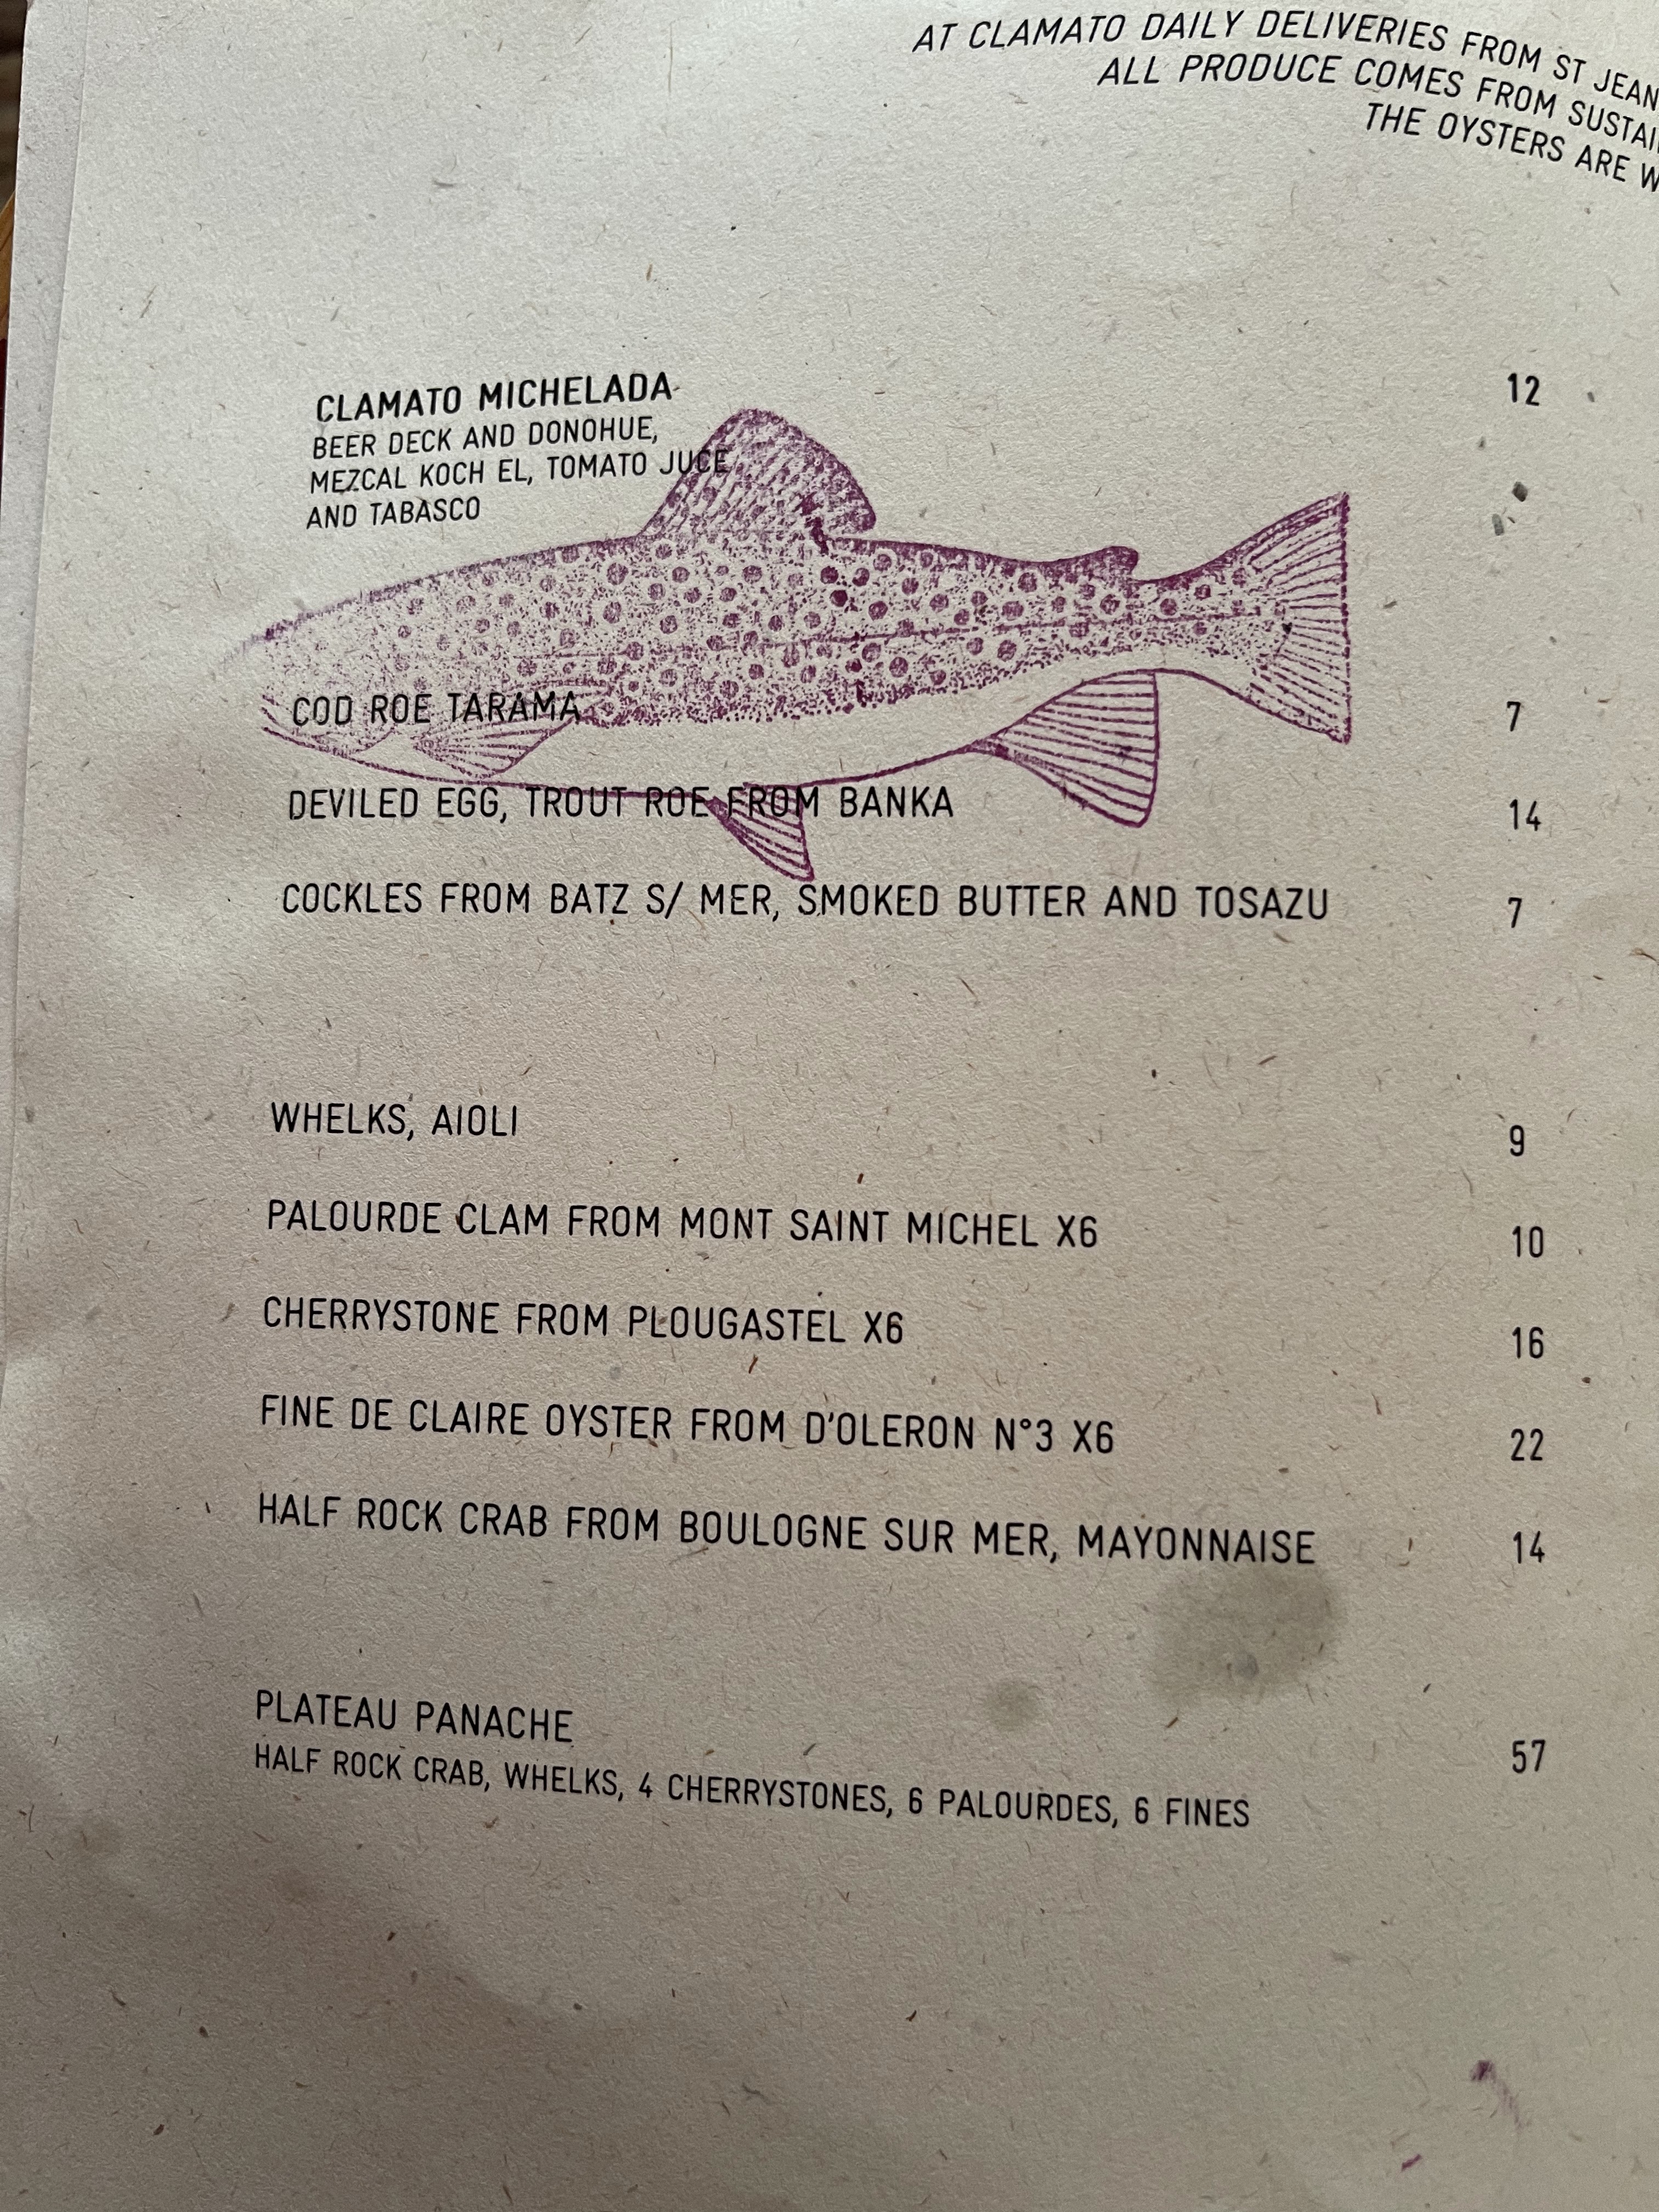 AT CLAMATO DAILY DELIVERIES FROM ST JEAN
ALL PRODUCE COMES FROM
THE OYSTERS ARE
CLAMATO MICHELADA 12
BEER DECK AND DONOHUE,
MEZCAL KOCH EL, TOMATO JUCE
AND TABASCO
COD ROE TARAMA 7
DEVILED EGG, TROUT ROE FROM BANKA 14
COCKLES FROM BATZ S/ MER, SMOKED BUTTER AND TOSAZU 7
WHELKS, AIOLI 9
PALOURDE CLAM FROM MONT SAINT MICHEL X6 10
CHERRYSTONE FROM PLOUGASTEL X6 16
FINE DE CLAIRE OYSTER FROM D'OLERON N°3 X6 22
HALF ROCK CRAB FROM BOULOGNE SUR MER, MAYONNAISE 14
PLATEAU PANACHE 57
HALF ROCK CRAB, WHELKS, 4 CHERRYSTONES, 6 PALOURDES, 6 FINES